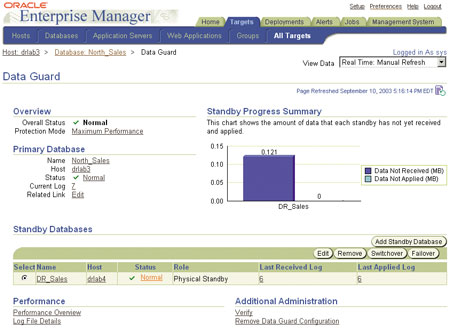 ORACLE
Enterprise Manager
Setup Preferences Help Logout
Home Targets Deployments Alerts Jobs Management System
Hosts Databases Application Servers Web Applications Groups All Targets
Host: drlab3 > Database: North_Sales > Data Guard
Logged in As sys
View Data Real Time: Manual Refresh
Data Guard
Page Refreshed September 10, 2003 5:16:14 PM EDT
Overview
Overall Status Normal
Protection Mode Maximum Performance
Primary Database
Name North_Sales
Host drlab3
Status Normal
Current Log 7
Related Link Edit
Standby Progress Summary
This chart shows the amount of data that each standby has not yet received
and applied.
0.15
0.10
0.05
0.00
0.121
0
DR_Sales
Data Not Received (MB)
Data Not Applied (MB)
Standby Databases
Add Standby Database
Edit Remove Switchover Failover
Select Name Host Status Role Last Received Log Last Applied Log
DR_Sales drlab4 Normal Physical Standby 6 6
Performance
Performance Overview
Log File Details
Additional Administration
Verify
Remove Data Guard Configuration